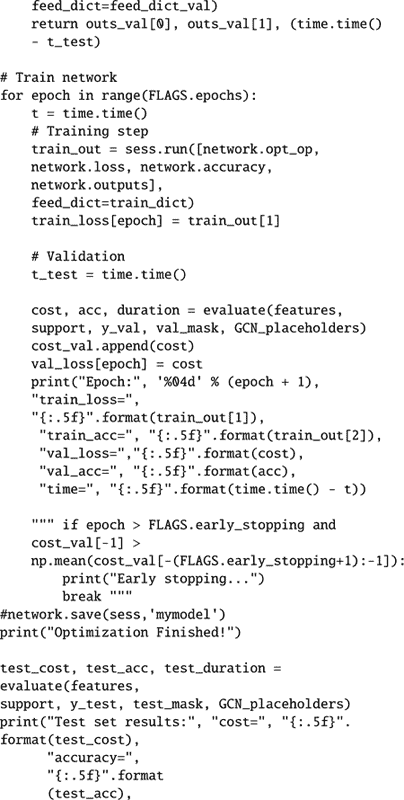 feed_dict=feed_dict_val)
return outs_val[0], outs_val[1], (time.time()
- t_test)
# Train network
for epoch in range(FLAGS.epochs):
t = time.time()
# Training step
train_out = sess.run([network.opt_op,
network.loss, network.accuracy,
network.outputs],
feed_dict=train_dict)
train_loss[epoch] = train_out[1]
# Validation
t_test = time.time()
cost, acc, duration = evaluate(features,
support, y_val, val_mask, GCN_placeholders)
cost_val.append(cost)
val_loss[epoch] = cost
print("Epoch:", '%04d' % (epoch + 1),
"train_loss=",
"{:.5f}".format(train_out[1]),
"train_acc=", "{:.5f}".format(train_out[2]),
"val_loss=","{:.5f}".format(cost),
"val_acc=", "{:.5f}".format(acc),
"time=", "{:.5f}".format(time.time() - t))
""" if epoch > FLAGS.early_stopping and
cost_val[-1] >
np.mean(cost_val[-(FLAGS.early_stopping+1):-1]):
print("Early stopping...")
break """
#network.save(sess,'mymodel')
print("Optimization Finished!")
test_cost, test_acc, test_duration =
evaluate(features,
support, y_test, test_mask, GCN_placeholders)
print("Test set results:", "cost=", "{:.5f}".
format(test_cost),
"accuracy=",
"{:.5f}".format
(test_acc),